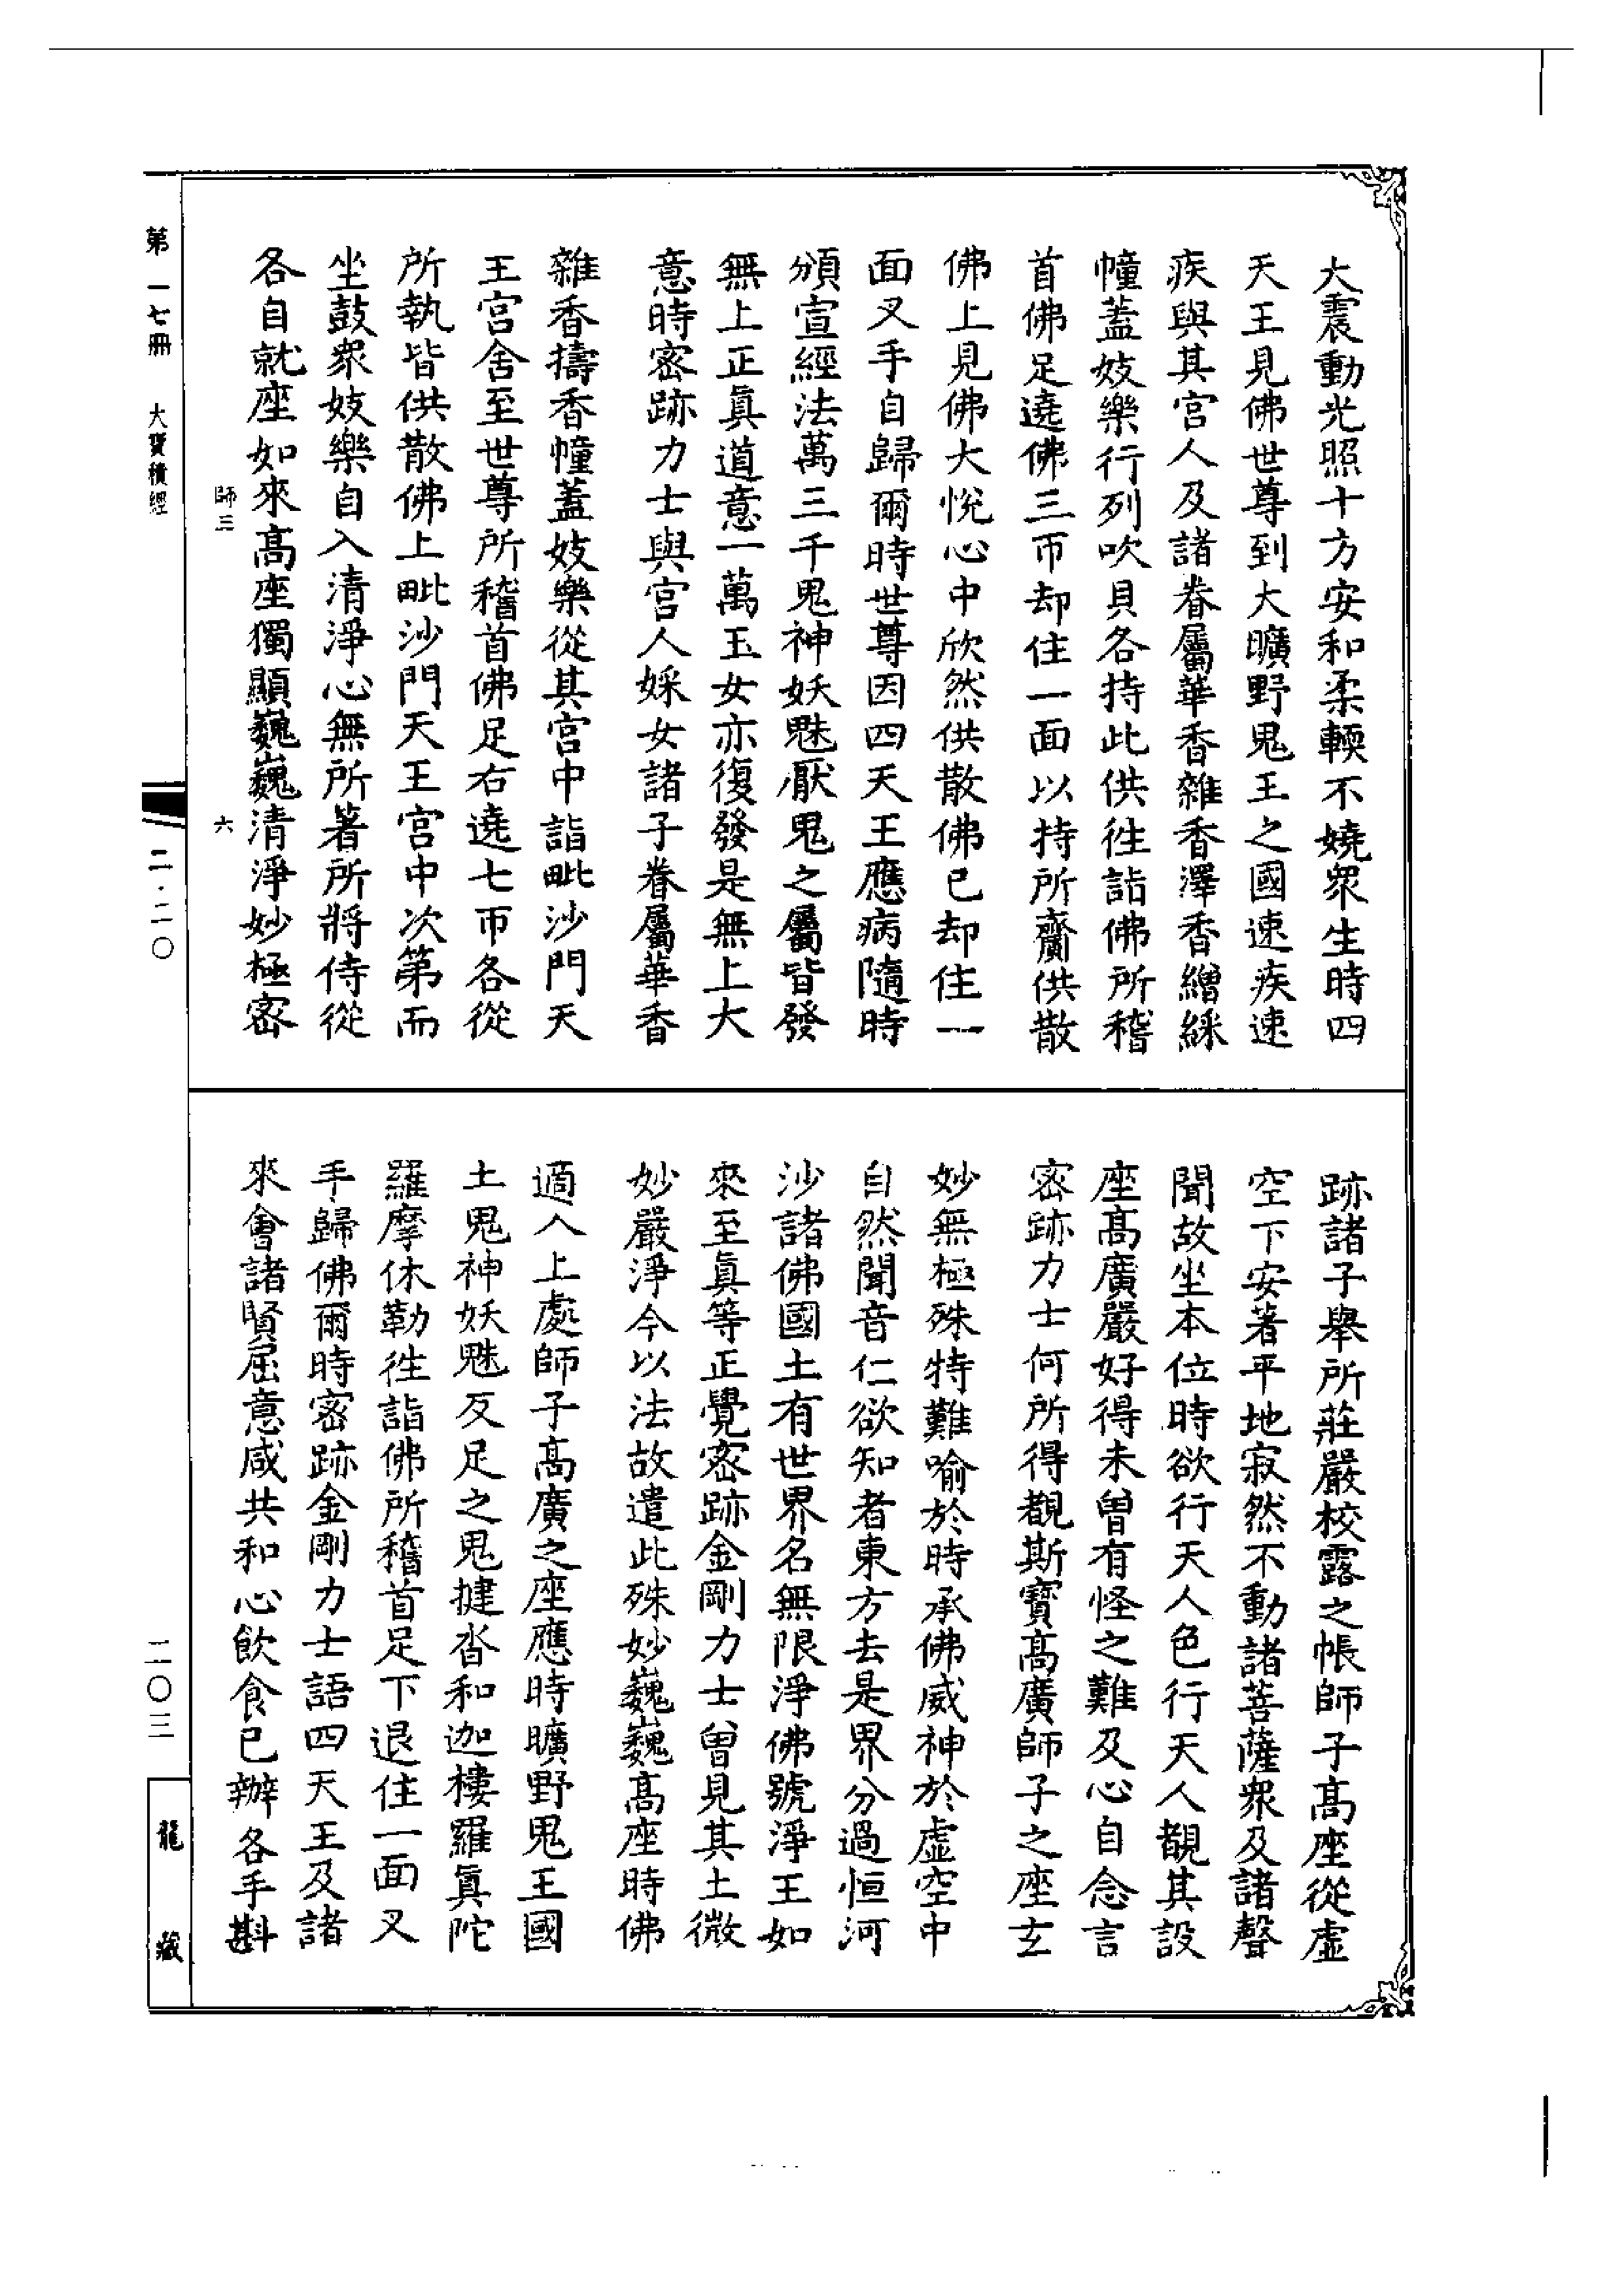 大震動光照十方安和柔輭不嬈衆生時四
天王見佛世尊到大曠野鬼王之國速疾速
疾與其宮人及諸眷屬華香雜香澤香繒綵
幢蓋妓樂行列吹貝各持此供徃詣佛所稽
首佛足遶佛三帀却住一面以持所齎供散
佛上見佛大悅心中欣然供散佛已却住一
面叉手自歸爾時世尊因四天王應病隨時
頒宣經法萬三千鬼神妖魅厭鬼之屬皆發
無上正眞道意一萬玉女亦復發是無上大
意時密跡力士與宮人婇女諸子眷屬華香
雜香擣香幢蓋妓樂從其宮中詣毗沙門天
王宮舍至世尊所稽首佛足右遶七帀各從
所執皆供散佛上毗沙門天王宮中次第而
坐鼓衆妓樂自入清淨心無所著所將侍從
各自就座如來髙座獨顯巍巍清淨妙極密
師三
六
跡諸子舉所莊嚴校露之帳師子髙座從虛
空下安著平地寂然不動諸菩薩衆及諸聲
聞故坐本位時欲行天人色行天人覩其設
座髙廣嚴好得未曾有怪之難及心自念言
密跡力士何所得覩斯寶髙廣師子之座玄
妙無極殊特難喻於時承佛威神於虛空中
自然聞音仁欲知者東方去是界分過恒河
沙諸佛國土有世界名無限淨佛號淨王如
來至眞等正覺密跡金剛力士曾見其土微
妙嚴淨今以法故遣此殊妙巍巍髙座時佛
適入上處師子髙廣之座應時曠野鬼王國
土鬼神妖魅反足之鬼揵沓和迦樓羅眞陀
羅摩休勒徃詣佛所稽首足下退住一面叉
手歸佛爾時密跡金剛力士語四天王及諸
來會諸賢屈意咸共和心飲食已辦各手斟
第一七冊 大寶積經
二·二〇
二〇三
龍藏